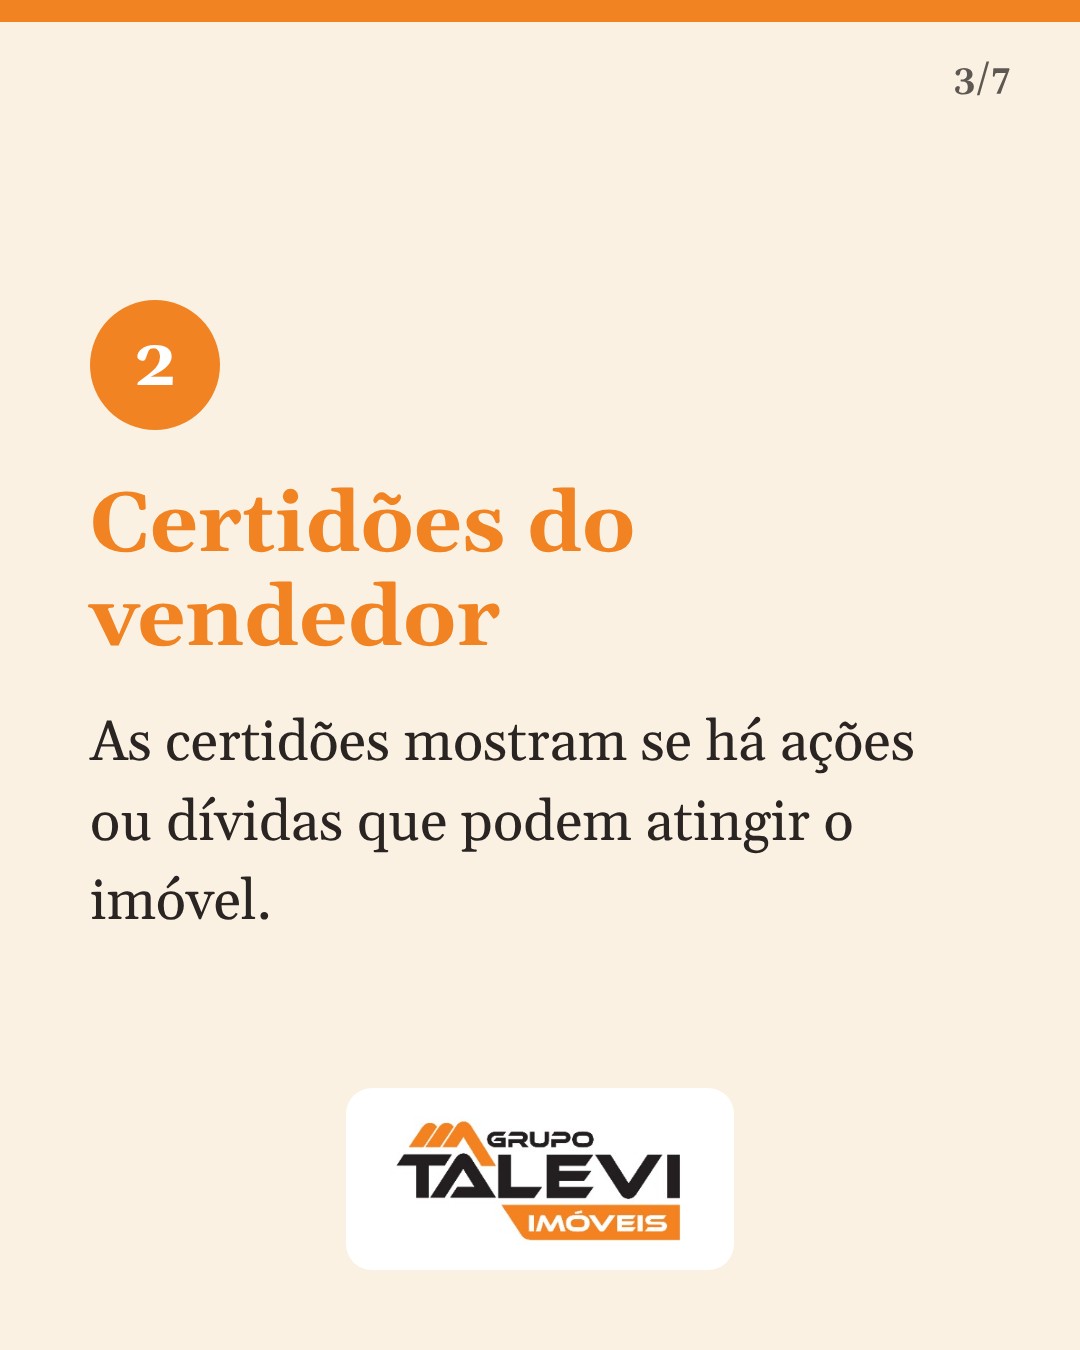 3/7
2
Certidões do
vendedor
As certidões mostram se há ações
ou dívidas que podem atingir o
imóvel.
GRUPO
TALEVI
IMÓVEIS